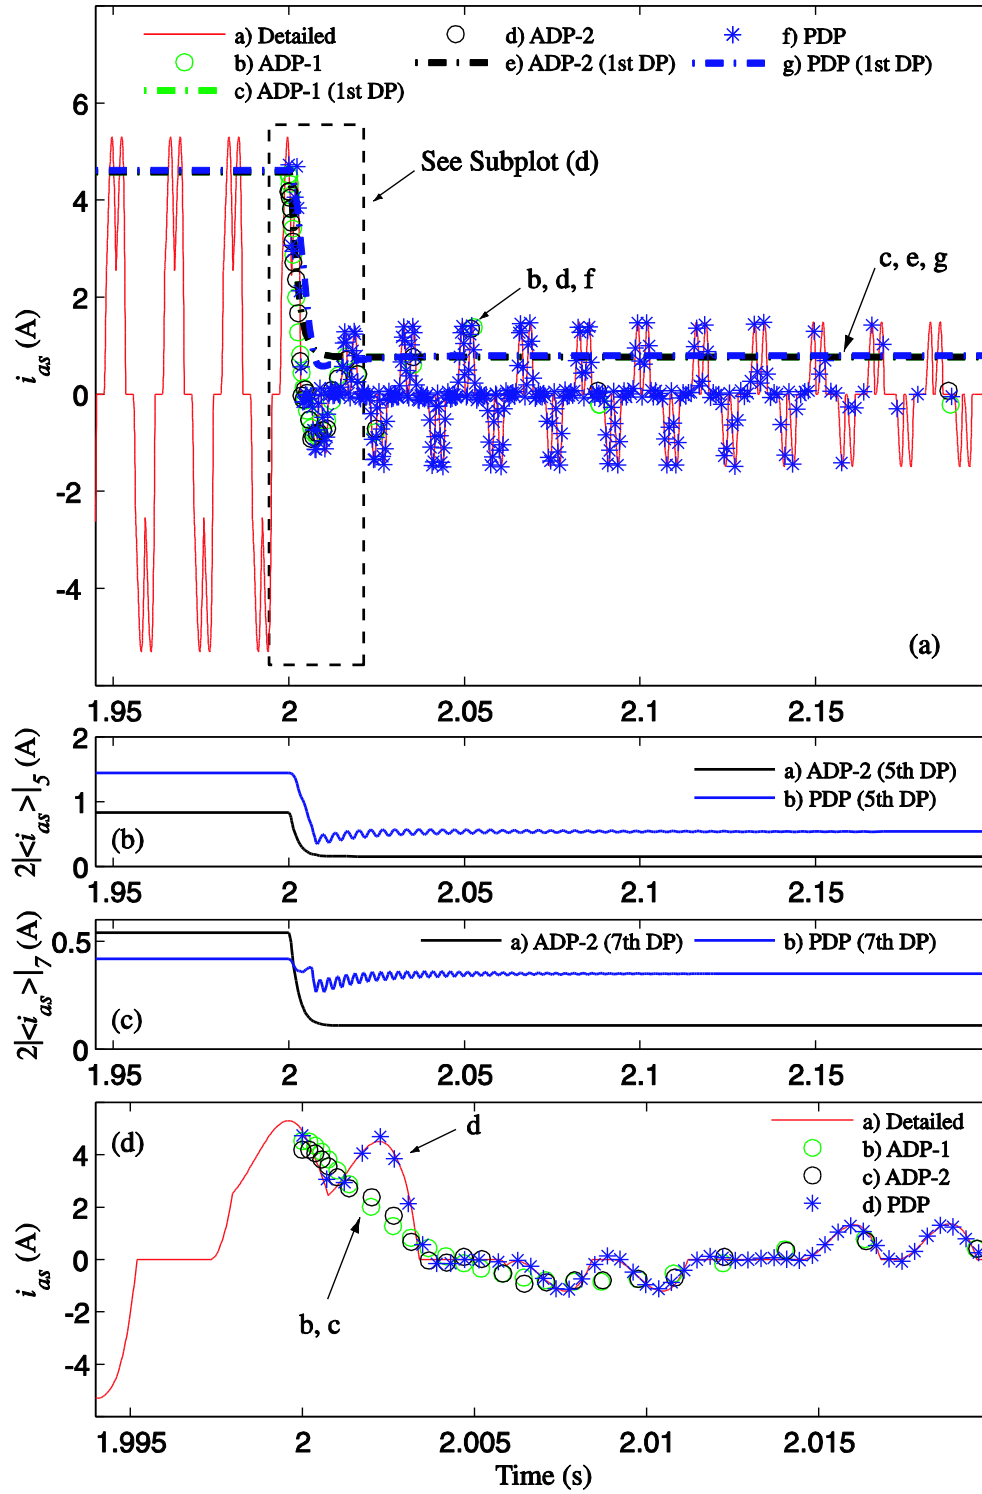 a) Detailed
d) ADP-2
f) PDP
b) ADP-1
e) ADP-2 (1st DP)
g) PDP (1st DP)
c) ADP-1 (1st DP)
6
See Subplot (d)
4
b, d, f
c, e, g
2
0
-2
-4
i_as (A)
(a)
1.95
2
2.05
2.1
2.15
2
a) ADP-2 (5th DP)
1
b) PDP (5th DP)
(b)
0
2|<i_as>|_5 (A)
1.95
2
2.05
2.1
2.15
0.5
a) ADP-2 (7th DP)
b) PDP (7th DP)
(c)
0
2|<i_as>|_7 (A)
1.95
2
2.05
2.1
2.15
(d)
d
a) Detailed
4
b) ADP-1
c) ADP-2
2
d) PDP
0
b, c
-2
-4
i_as (A)
1.995
2
2.005
2.01
2.015
Time (s)